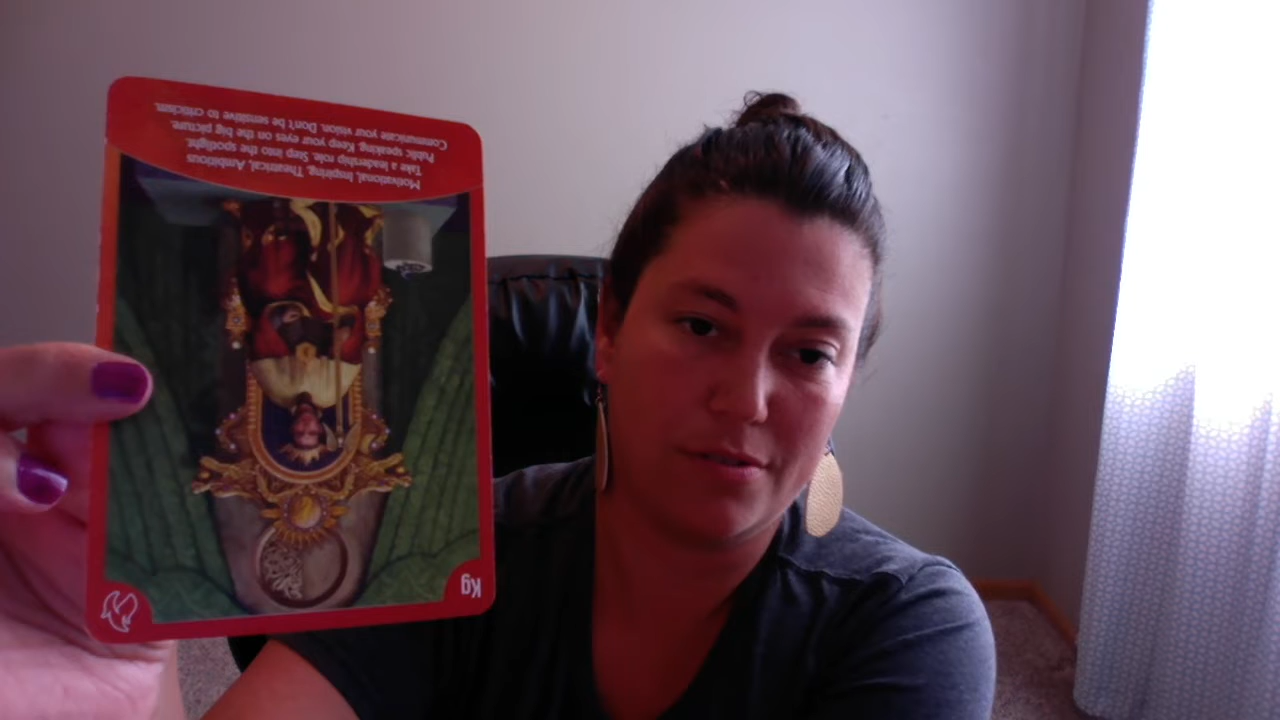 Kg
Motivational, Inspiring, Theatrical, Ambitious
Take a leadership role. Step into the spotlight.
Public speaking. Keep your eyes on the big picture.
Communicate your vision. Don't be sensitive to criticism.